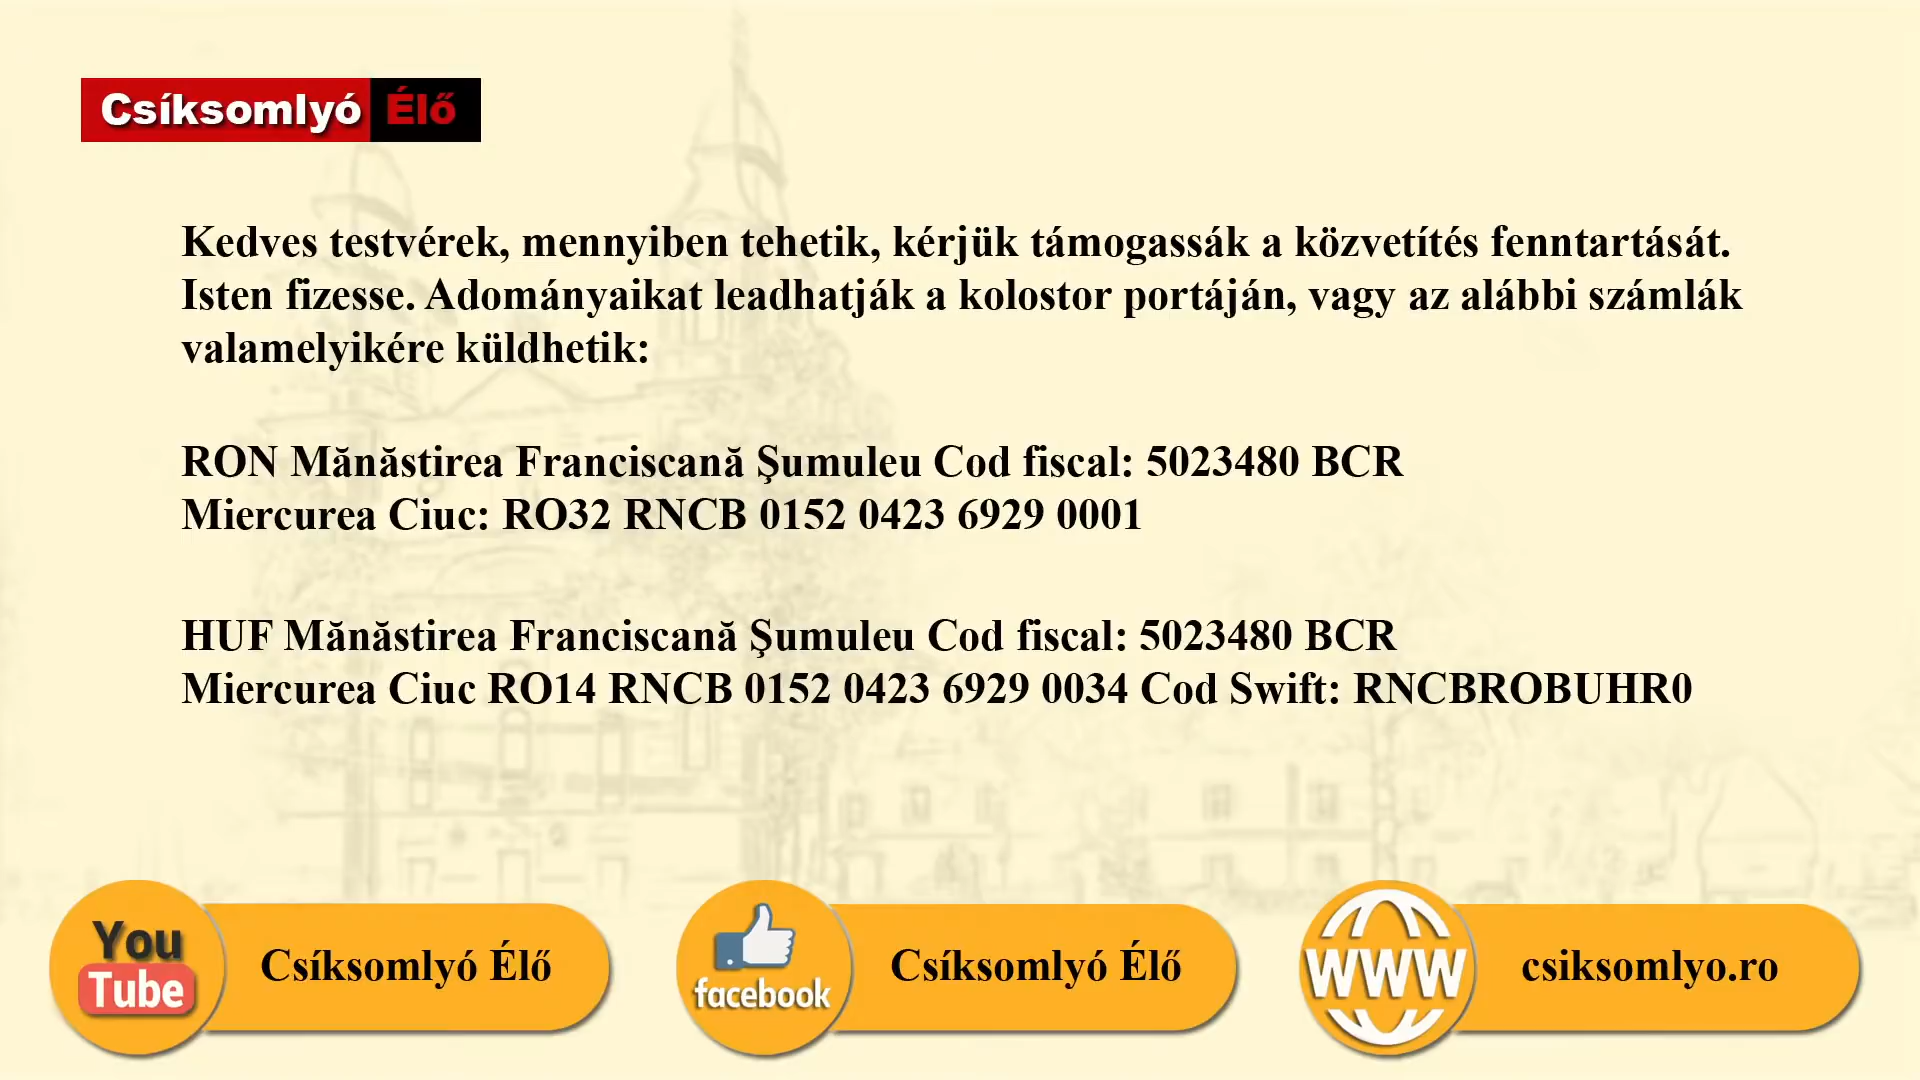 Csíksomlyó Élő
Kedves testvérek, mennyiben tehetik, kérjük támogassák a közvetítés fenntartását.
Isten fizesse. Adományaikat leadhatják a kolostor portáján, vagy az alábbi számlák
valamelyikére küldhetik:
RON Mănăstirea Franciscană Şumuleu Cod fiscal: 5023480 BCR
Miercurea Ciuc: RO32 RNCB 0152 0423 6929 0001
HUF Mănăstirea Franciscană Şumuleu Cod fiscal: 5023480 BCR
Miercurea Ciuc RO14 RNCB 0152 0423 6929 0034 Cod Swift: RNCBROBUHR0
You
Tube
Csíksomlyó Élő
facebook
Csíksomlyó Élő
WWW
csiksomlyo.ro